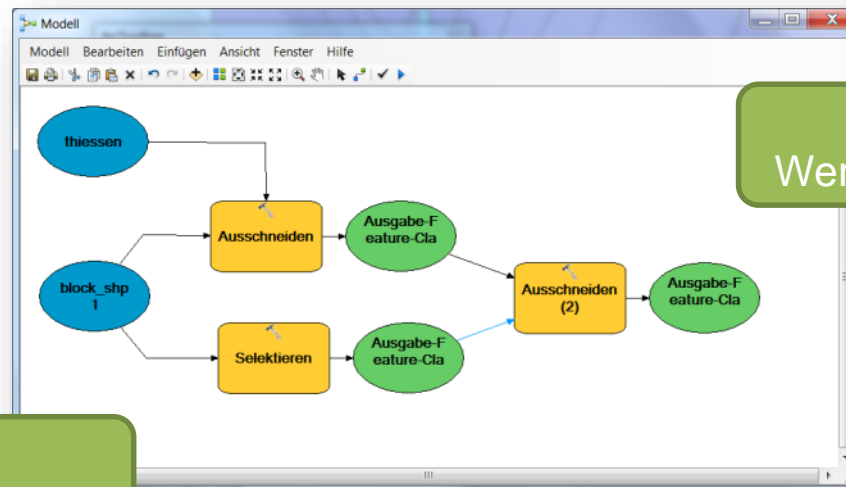 Modell
Modell Bearbeiten Einfügen Ansicht Fenster Hilfe
thiessen
Ausschneiden
Ausgabe-F
eature-Cla
block_shp
1
Selektieren
Ausgabe-F
eature-Cla
Ausschneiden
(2)
Ausgabe-F
eature-Cla